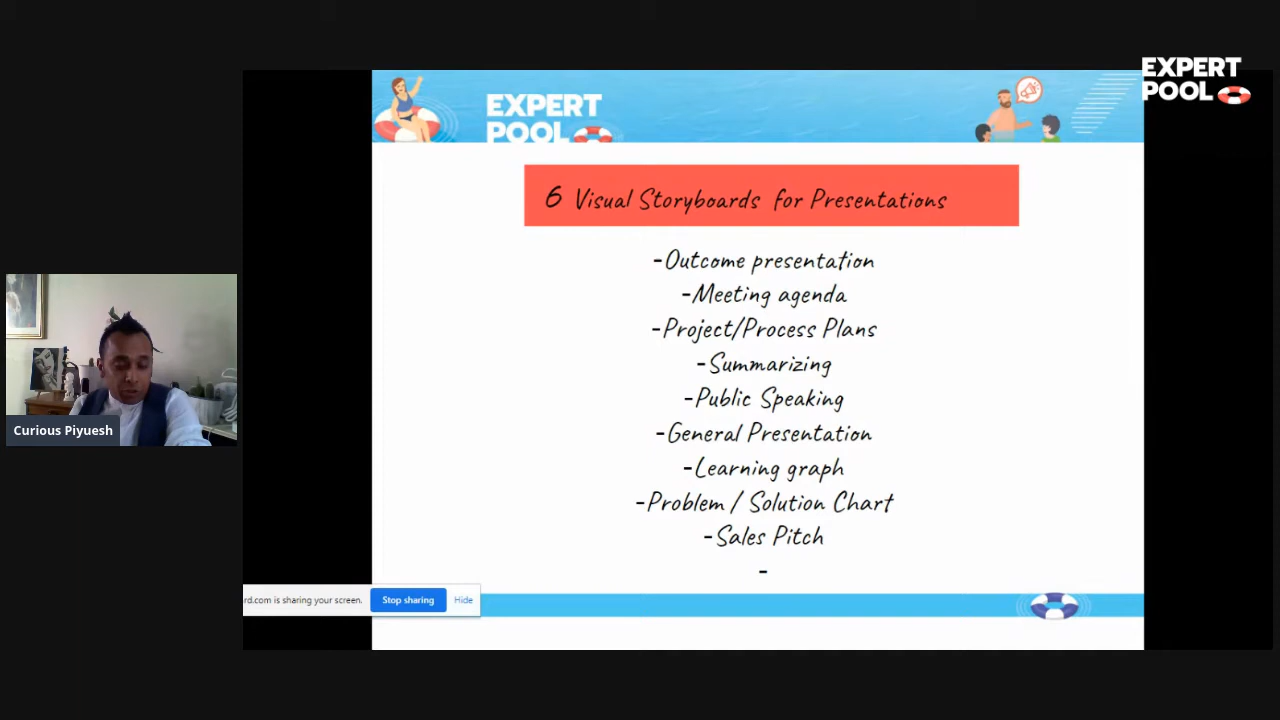 EXPERT
POOL
EXPERT
POOL
6 Visual Storyboards for Presentations
-Outcome presentation
-Meeting agenda
-Project/Process Plans
-Summarizing
-Public Speaking
-General Presentation
-Learning graph
-Problem / Solution Chart
-Sales Pitch
-
Curious Piyuesh
rd.com is sharing your screen.
Stop sharing
Hide